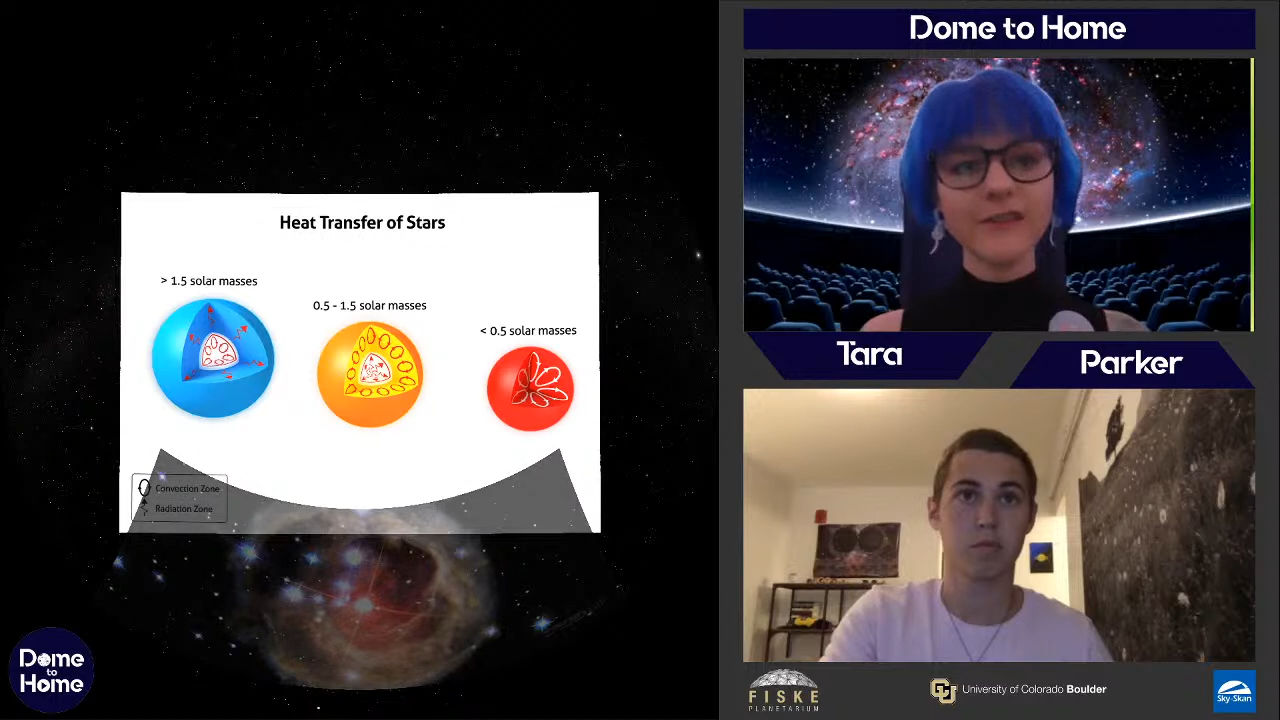 Heat Transfer of Stars
> 1.5 solar masses
0.5 - 1.5 solar masses
< 0.5 solar masses
Convection Zone
Radiation Zone
Dome
to
Home
Dome to Home
Tara
Parker
FISKE
PLANETARIUM
CU
University of Colorado Boulder
Sky-Skan